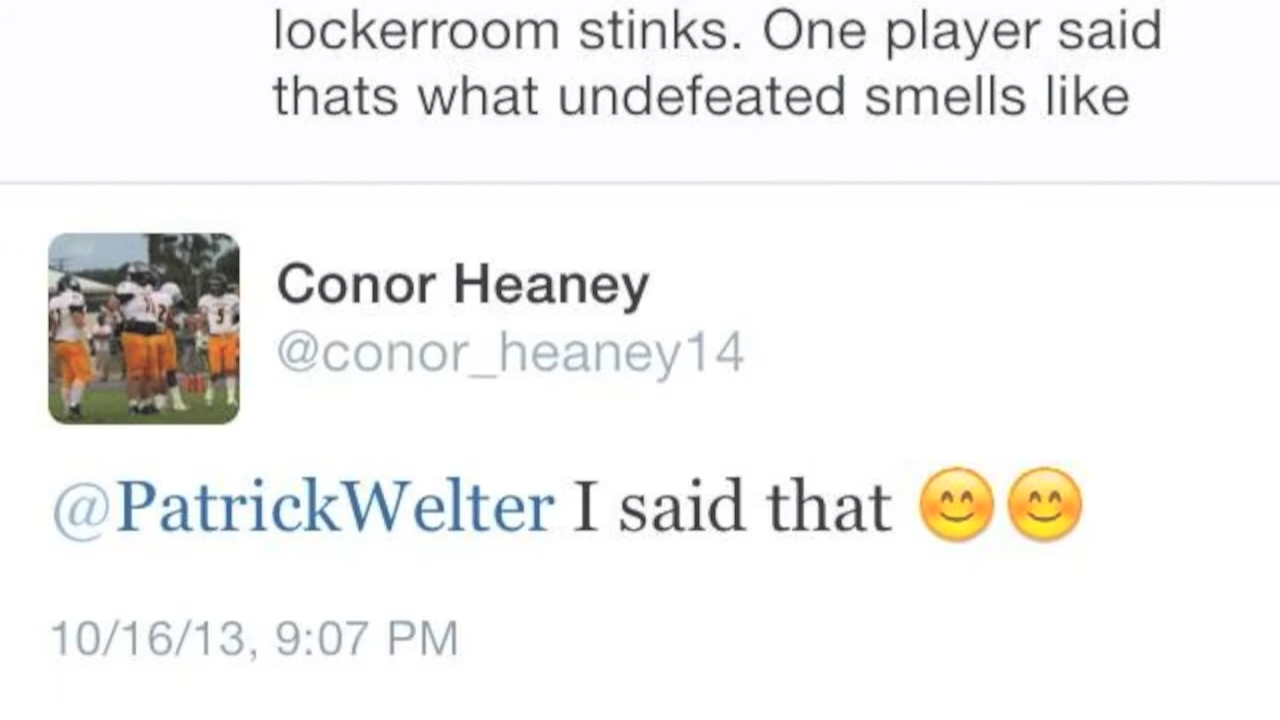 lockerroom stinks. One player said
thats what undefeated smells like
Conor Heaney
@conor_heaney14
@PatrickWelter I said that 😊😊
10/16/13, 9:07 PM